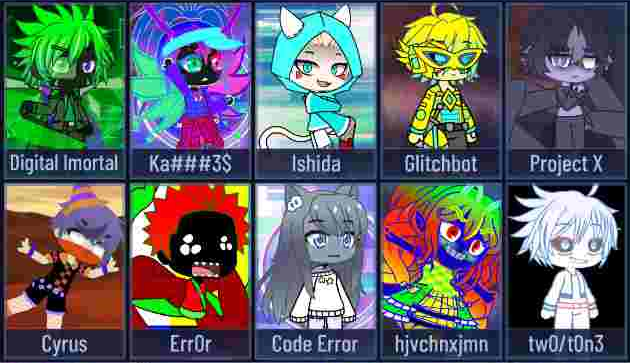 Digital Imortal
Ka###3$
Ishida
Glitchbot
Project X
Cyrus
Err0r
Code Error
hjvchnxjmn
tw0/t0n3